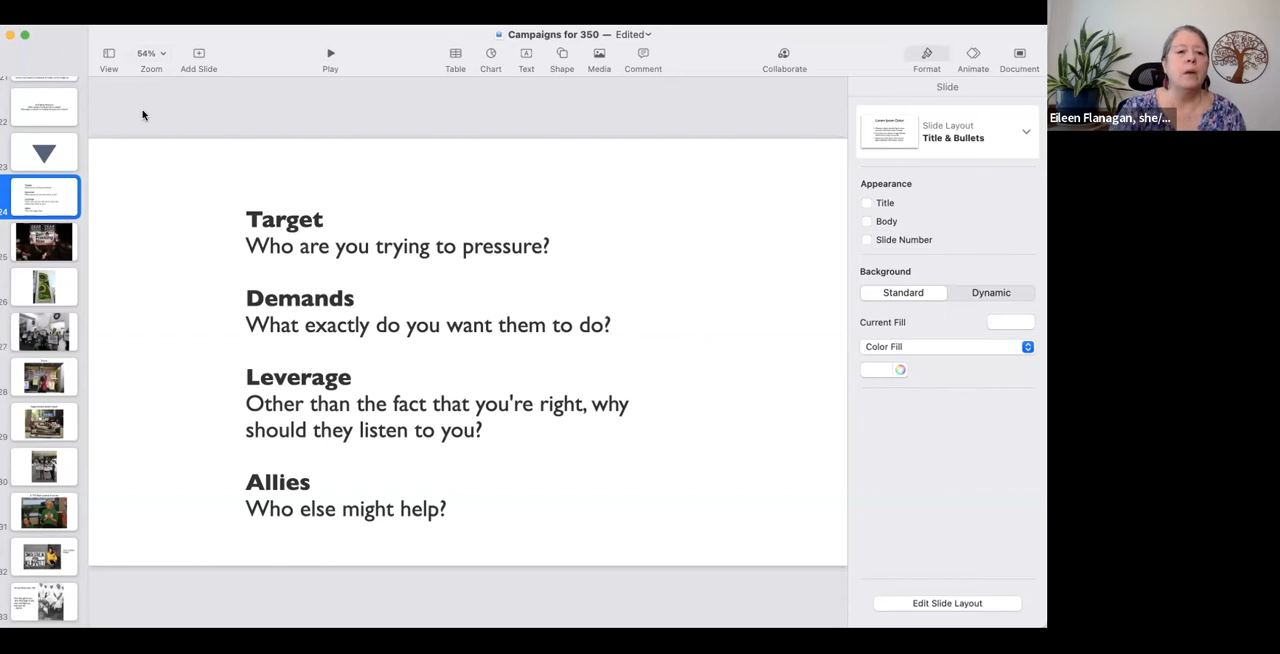 Campaigns for 350 — Edited
View
54%
Zoom
Add Slide
Play
Table
Chart
Text
Shape
Media
Comment
Collaborate
Format
Animate
Document
22
23
24
25
26
27
28
29
30
31
32
33
Target
Who are you trying to pressure?
Demands
What exactly do you want them to do?
Leverage
Other than the fact that you're right, why
should they listen to you?
Allies
Who else might help?
Slide
Slide Layout
Title & Bullets
Appearance
Title
Body
Slide Number
Background
Standard
Dynamic
Current Fill
Color Fill
Edit Slide Layout
Eileen Flanagan, she/...